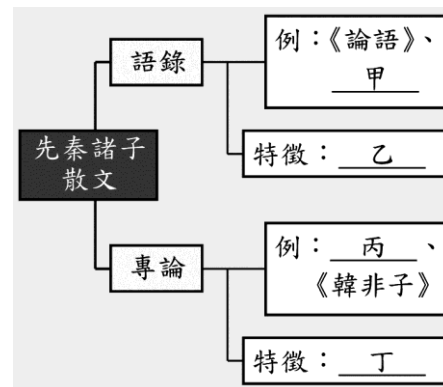 先秦諸子
散文
語錄
例：《論語》、
甲
特徵：乙
專論
例：丙、
《韓非子》
特徵：丁